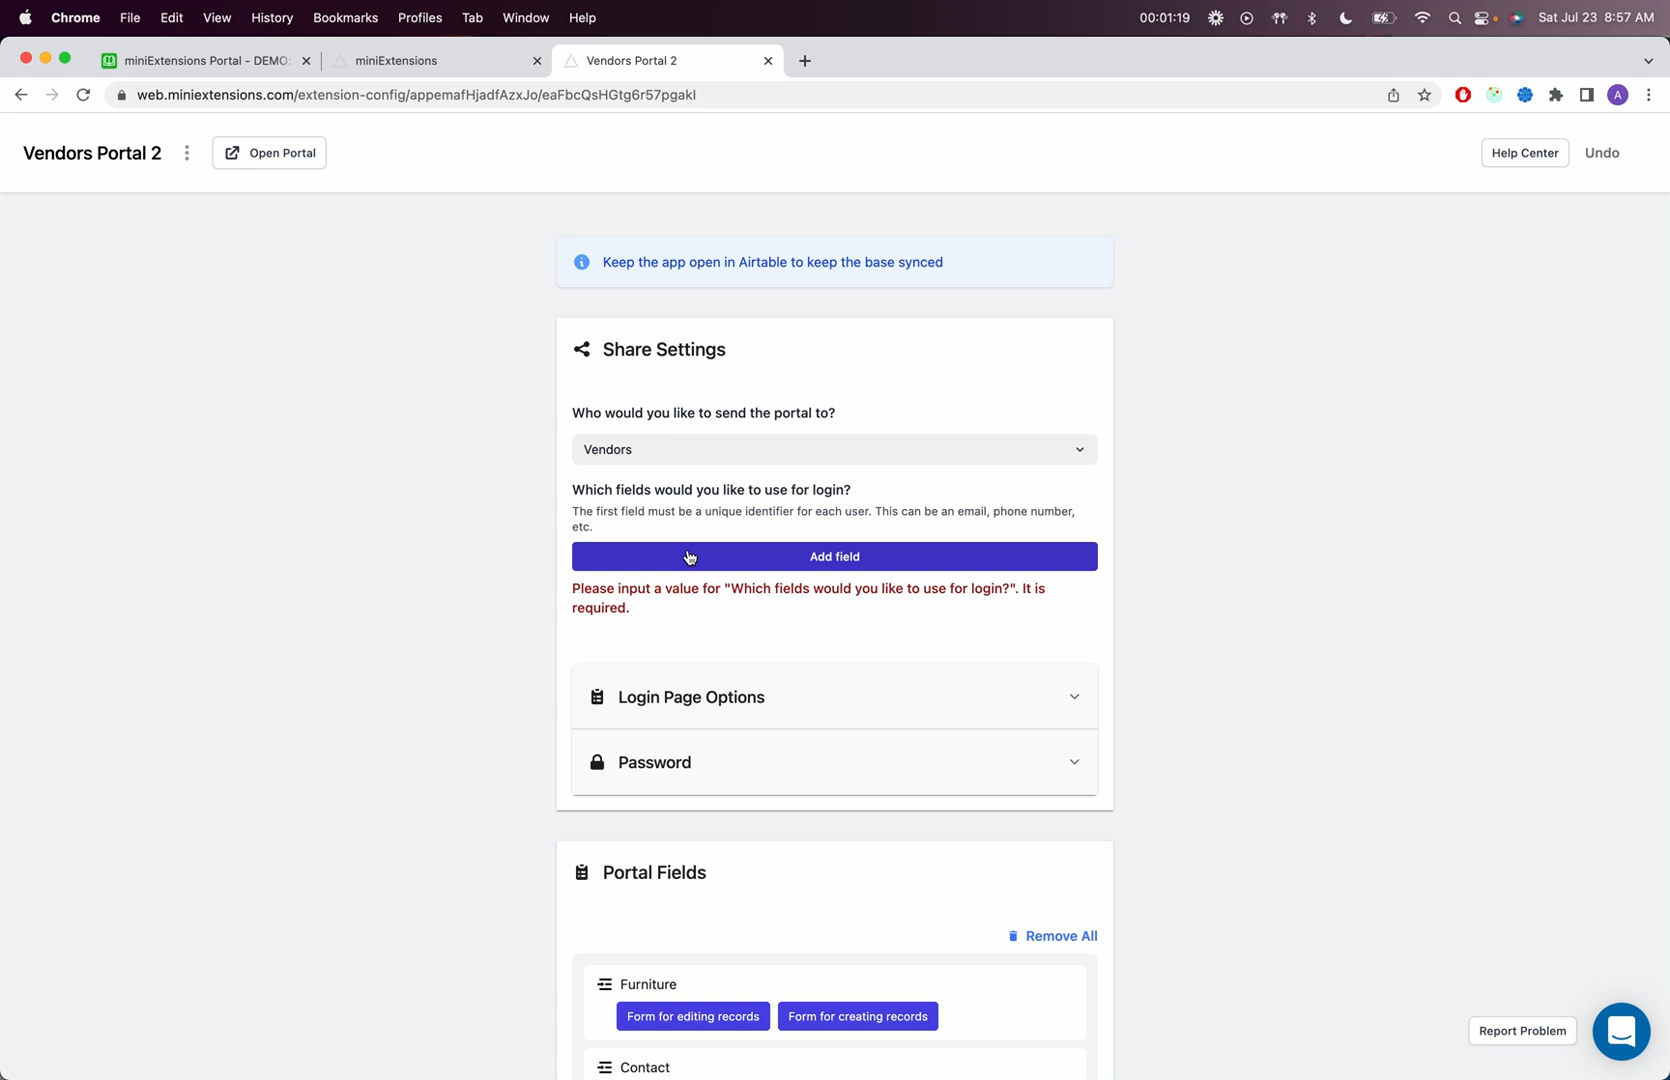 Chrome File Edit View History Bookmarks Profiles Tab Window Help 00:01:19 Sat Jul 23 8:57 AM
miniExtensions Portal - DEMO: miniExtensions Vendors Portal 2
web.miniextensions.com/extension-config/appemafHjadfAzxJo/eaFbcQsHGtg6r57pgakI A
Vendors Portal 2 Open Portal Help Center Undo
Keep the app open in Airtable to keep the base synced
Share Settings
Who would you like to send the portal to?
Vendors
Which fields would you like to use for login?
The first field must be a unique identifier for each user. This can be an email, phone number,
etc.
Add field
Please input a value for "Which fields would you like to use for login?". It is
required.
Login Page Options
Password
Portal Fields
Remove All
Furniture
Form for editing records Form for creating records
Contact
Report Problem